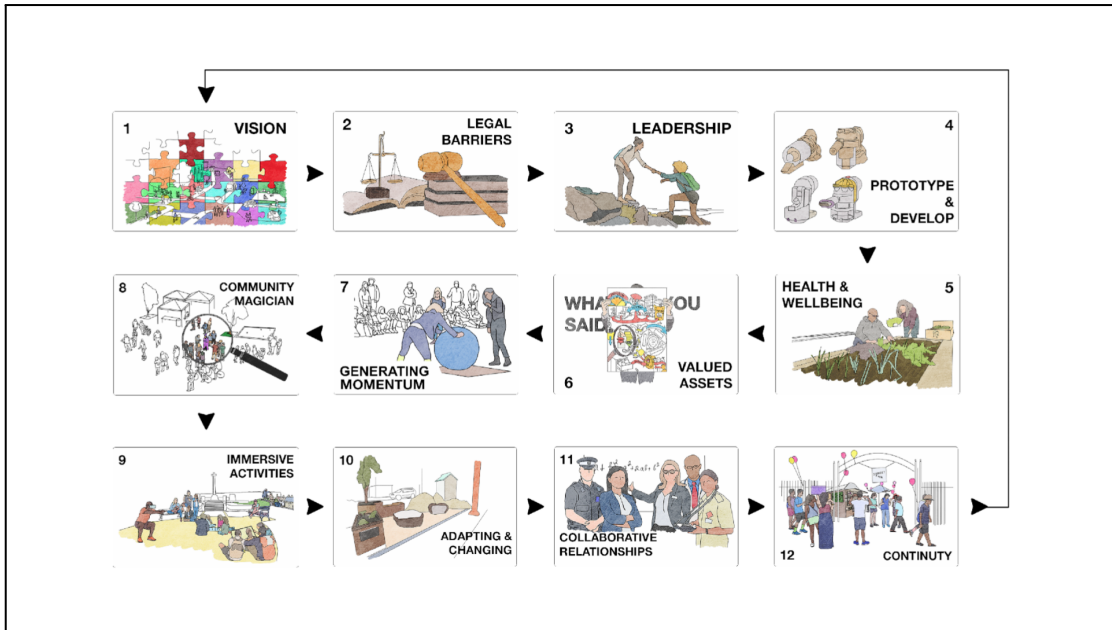 1
VISION
2
LEGAL
BARRIERS
3
LEADERSHIP
4
PROTOTYPE
&
DEVELOP
HEALTH &
WELLBEING
5
WHA YOU
SAID
6
VALUED
ASSETS
7
GENERATING
MOMENTUM
8
COMMUNITY
MAGICIAN
9
IMMERSIVE
ACTIVITIES
10
ADAPTING &
CHANGING
11
COLLABORATIVE
RELATIONSHIPS
12
CONTINUTY